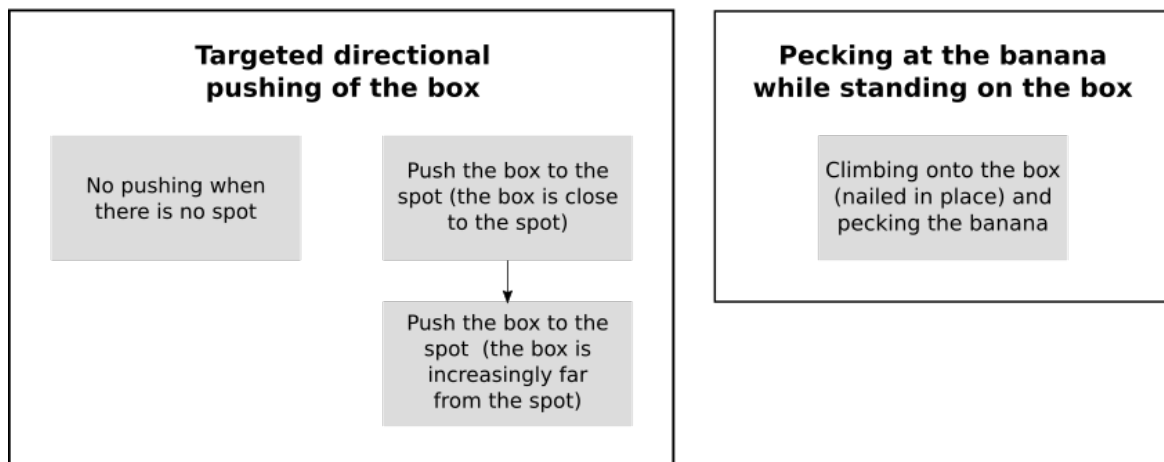 Targeted directional
pushing of the box
No pushing when
there is no spot
Push the box to the
spot (the box is close
to the spot)
Push the box to the
spot (the box is
increasingly far
from the spot)
Pecking at the banana
while standing on the box
Climbing onto the box
(nailed in place) and
pecking the banana